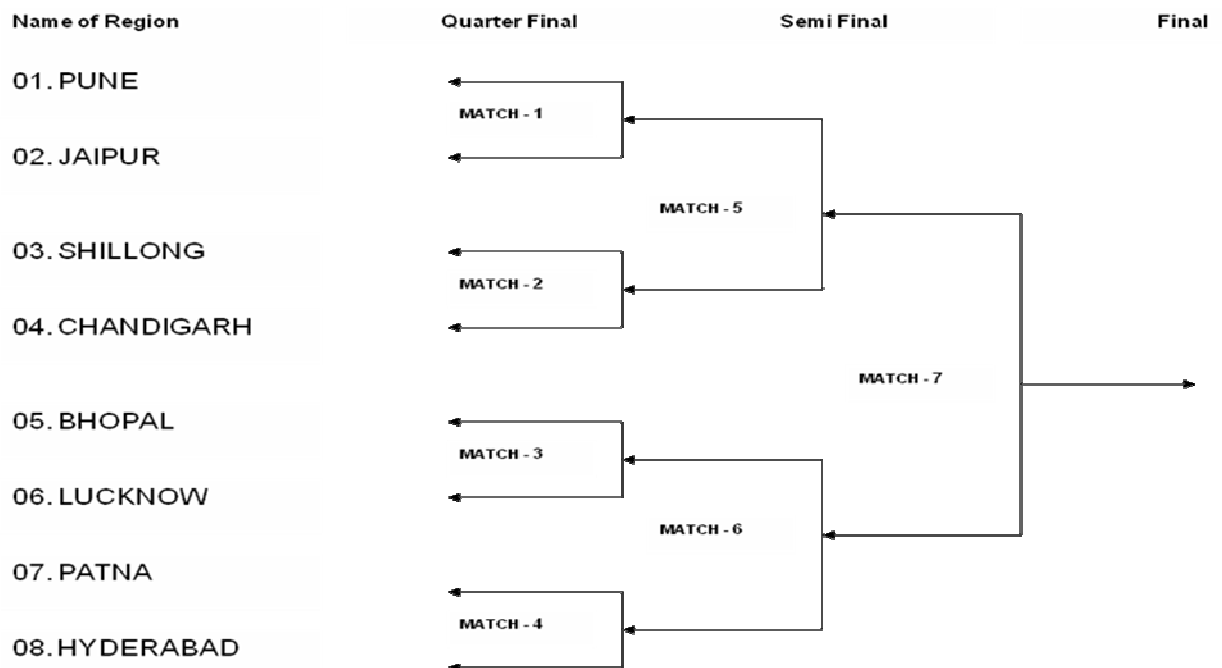 Name of Region Quarter Final Semi Final Final
01. PUNE
MATCH - 1
02. JAIPUR
MATCH - 5
03. SHILLONG
MATCH - 2
04. CHANDIGARH
MATCH - 7
05. BHOPAL
MATCH - 3
06. LUCKNOW
MATCH - 6
07. PATNA
MATCH - 4
08. HYDERABAD